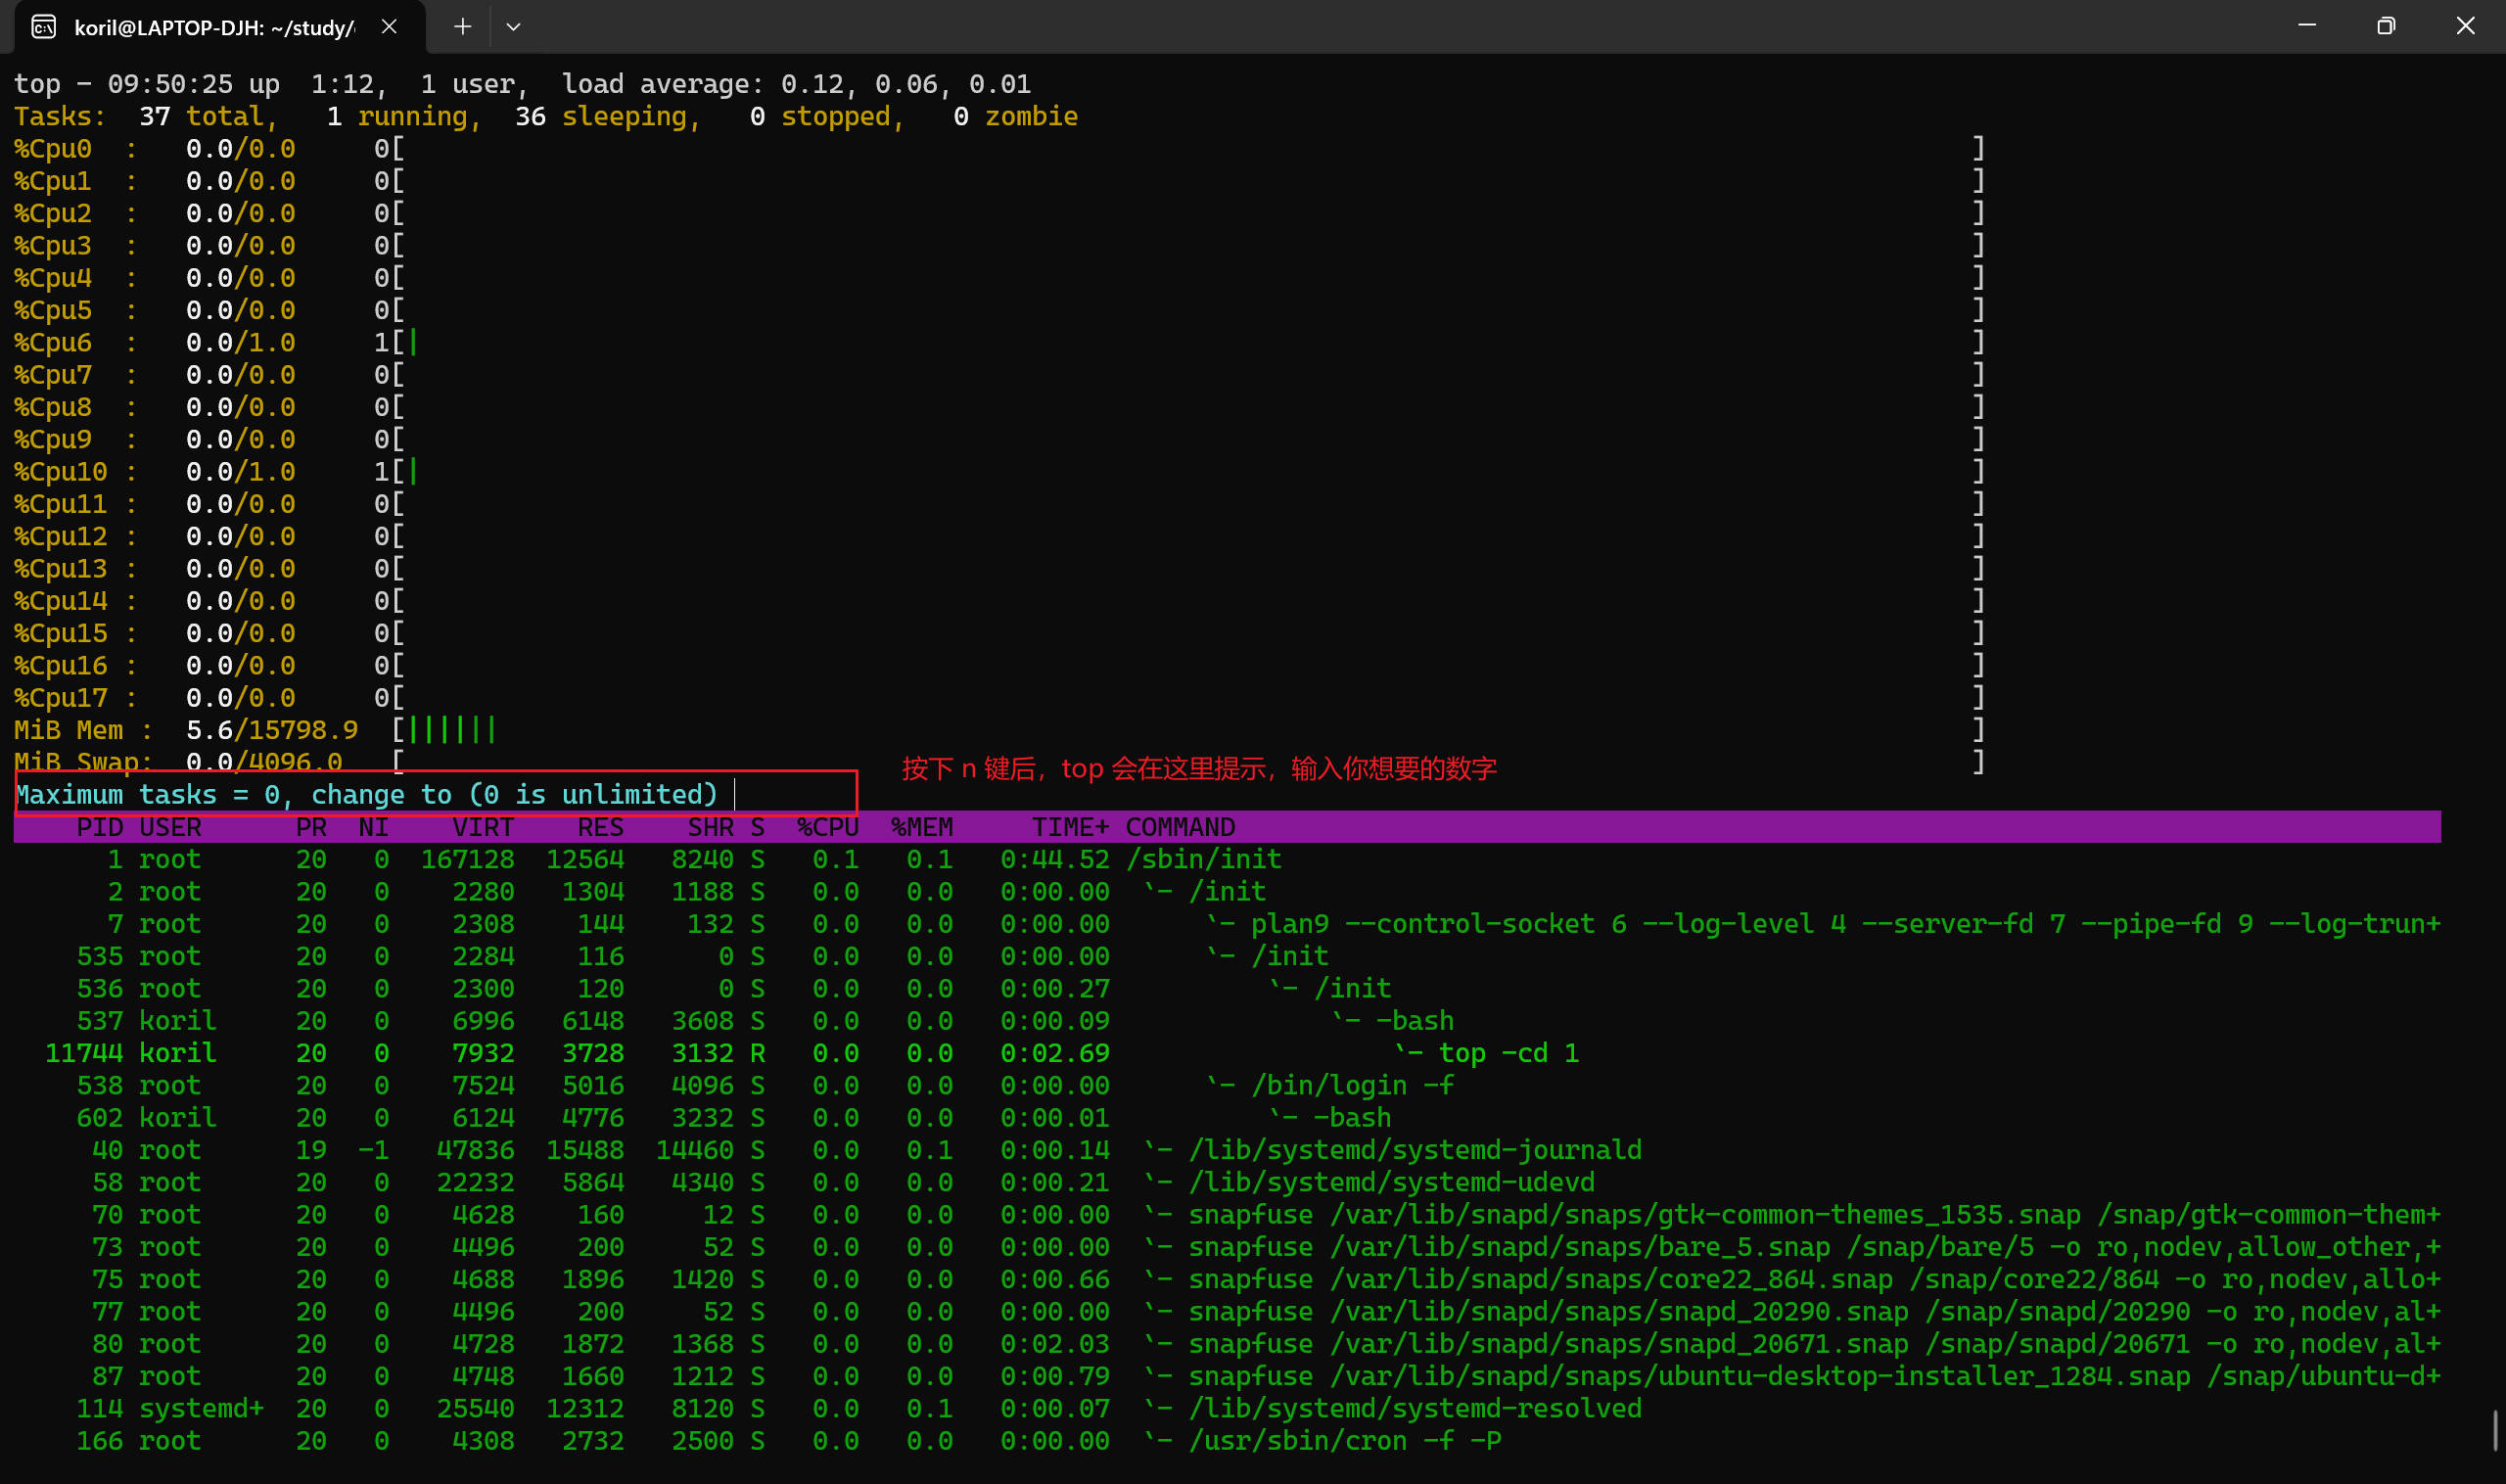 koril@LAPTOP-DJH: ~/study/
top - 09:50:25 up  1:12,  1 user,  load average: 0.12, 0.06, 0.01
Tasks:  37 total,   1 running,  36 sleeping,   0 stopped,   0 zombie
%Cpu0  :   0.0/0.0     0[ ]
%Cpu1  :   0.0/0.0     0[ ]
%Cpu2  :   0.0/0.0     0[ ]
%Cpu3  :   0.0/0.0     0[ ]
%Cpu4  :   0.0/0.0     0[ ]
%Cpu5  :   0.0/0.0     0[ ]
%Cpu6  :   0.0/1.0     1[| ]
%Cpu7  :   0.0/0.0     0[ ]
%Cpu8  :   0.0/0.0     0[ ]
%Cpu9  :   0.0/0.0     0[ ]
%Cpu10 :   0.0/1.0     1[| ]
%Cpu11 :   0.0/0.0     0[ ]
%Cpu12 :   0.0/0.0     0[ ]
%Cpu13 :   0.0/0.0     0[ ]
%Cpu14 :   0.0/0.0     0[ ]
%Cpu15 :   0.0/0.0     0[ ]
%Cpu16 :   0.0/0.0     0[ ]
%Cpu17 :   0.0/0.0     0[ ]
MiB Mem :  5.6/15798.9  [|||||| ]
MiB Swap:  0.0/4096.0   [ ]
按下 n 键后，top 会在这里提示，输入你想要的数字
Maximum tasks = 0, change to (0 is unlimited)
PID USER      PR  NI    VIRT    RES    SHR S  %CPU  %MEM     TIME+ COMMAND
1 root      20   0  167128  12564   8240 S   0.1   0.1   0:44.52 /sbin/init
2 root      20   0    2280   1304   1188 S   0.0   0.0   0:00.00  `- /init
7 root      20   0    2308    144    132 S   0.0   0.0   0:00.00      `- plan9 --control-socket 6 --log-level 4 --server-fd 7 --pipe-fd 9 --log-trun+
535 root      20   0    2284    116      0 S   0.0   0.0   0:00.00      `- /init
536 root      20   0    2300    120      0 S   0.0   0.0   0:00.27          `- /init
537 koril     20   0    6996   6148   3608 S   0.0   0.0   0:00.09              `- -bash
11744 koril     20   0    7932   3728   3132 R   0.0   0.0   0:02.69                  `- top -cd 1
538 root      20   0    7524   5016   4096 S   0.0   0.0   0:00.00      `- /bin/login -f
602 koril     20   0    6124   4776   3232 S   0.0   0.0   0:00.01          `- -bash
40 root      19  -1   47836  15488  14460 S   0.0   0.1   0:00.14  `- /lib/systemd/systemd-journald
58 root      20   0   22232   5864   4340 S   0.0   0.0   0:00.21  `- /lib/systemd/systemd-udevd
70 root      20   0    4628    160     12 S   0.0   0.0   0:00.00  `- snapfuse /var/lib/snapd/snaps/gtk-common-themes_1535.snap /snap/gtk-common-them+
73 root      20   0    4496    200     52 S   0.0   0.0   0:00.00  `- snapfuse /var/lib/snapd/snaps/bare_5.snap /snap/bare/5 -o ro,nodev,allow_other,+
75 root      20   0    4688   1896   1420 S   0.0   0.0   0:00.66  `- snapfuse /var/lib/snapd/snaps/core22_864.snap /snap/core22/864 -o ro,nodev,allo+
77 root      20   0    4496    200     52 S   0.0   0.0   0:00.00  `- snapfuse /var/lib/snapd/snaps/snapd_20290.snap /snap/snapd/20290 -o ro,nodev,al+
80 root      20   0    4728   1872   1368 S   0.0   0.0   0:02.03  `- snapfuse /var/lib/snapd/snaps/snapd_20671.snap /snap/snapd/20671 -o ro,nodev,al+
87 root      20   0    4748   1660   1212 S   0.0   0.0   0:00.79  `- snapfuse /var/lib/snapd/snaps/ubuntu-desktop-installer_1284.snap /snap/ubuntu-d+
114 systemd+  20   0   25540  12312   8120 S   0.0   0.1   0:00.07  `- /lib/systemd/systemd-resolved
166 root      20   0    4308   2732   2500 S   0.0   0.0   0:00.00  `- /usr/sbin/cron -f -P